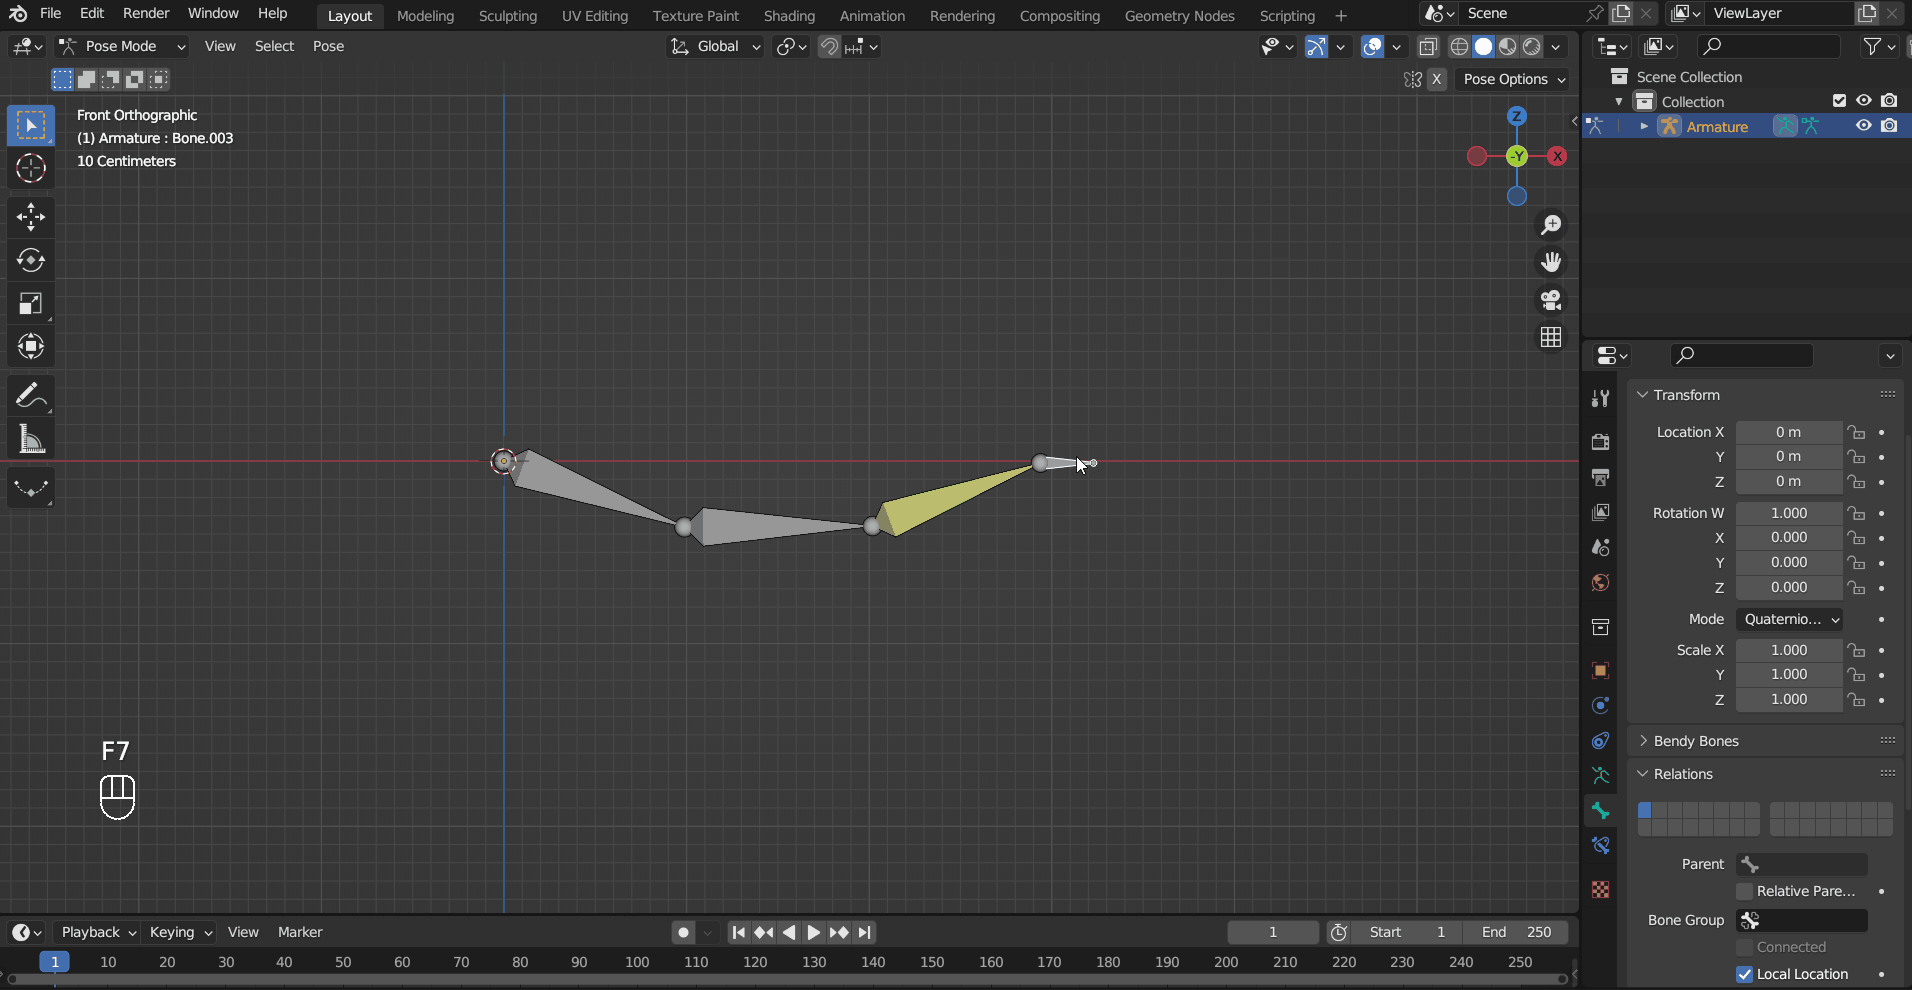 File Edit Render Window Help Layout Modeling Sculpting UV Editing Texture Paint Shading Animation Rendering Compositing Geometry Nodes Scripting + Scene ViewLayer
Pose Mode View Select Pose Global
X Pose Options
Front Orthographic
(1) Armature : Bone.003
10 Centimeters
Z
-Y X
Scene Collection
Collection
Armature
Transform
Location X 0 m
Y 0 m
Z 0 m
Rotation W 1.000
X 0.000
Y 0.000
Z 0.000
Mode Quaternio...
Scale X 1.000
Y 1.000
Z 1.000
Bendy Bones
Relations
Parent
Relative Pare...
Bone Group
Connected
Local Location
F7
Playback Keying View Marker 1 Start 1 End 250
1 10 20 30 40 50 60 70 80 90 100 110 120 130 140 150 160 170 180 190 200 210 220 230 240 250